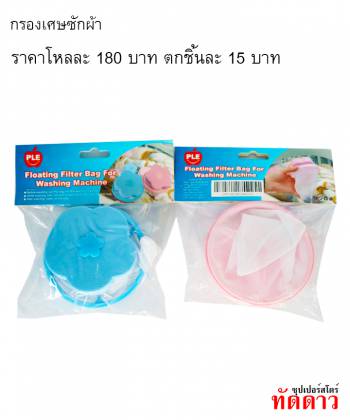 กรองเศษซักผ้า
ราคาโหลละ 180 บาท ตกชิ้นละ 15 บาท
PLE
Floating Filter Bag For
Washing Machine
PLE
Floating Filter Bag For
Washing Machine
ซุปเปอร์สโตร์
ทัดดาว